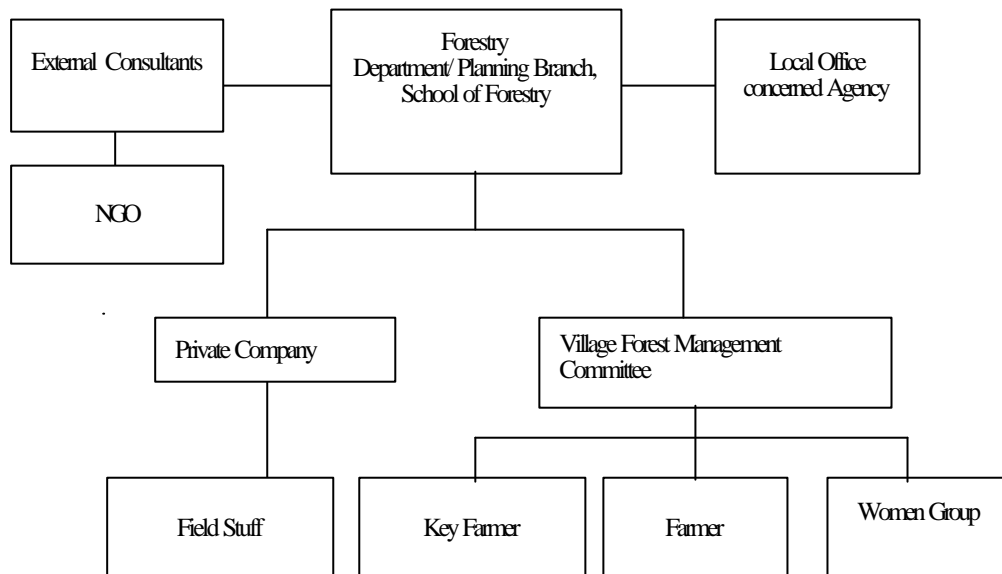 External Consultants
Forestry
Department/ Planning Branch,
School of Forestry
Local Office
concerned Agency
NGO
.
Private Company
Village Forest Management
Committee
Field Stuff
Key Farmer
Farmer
Women Group